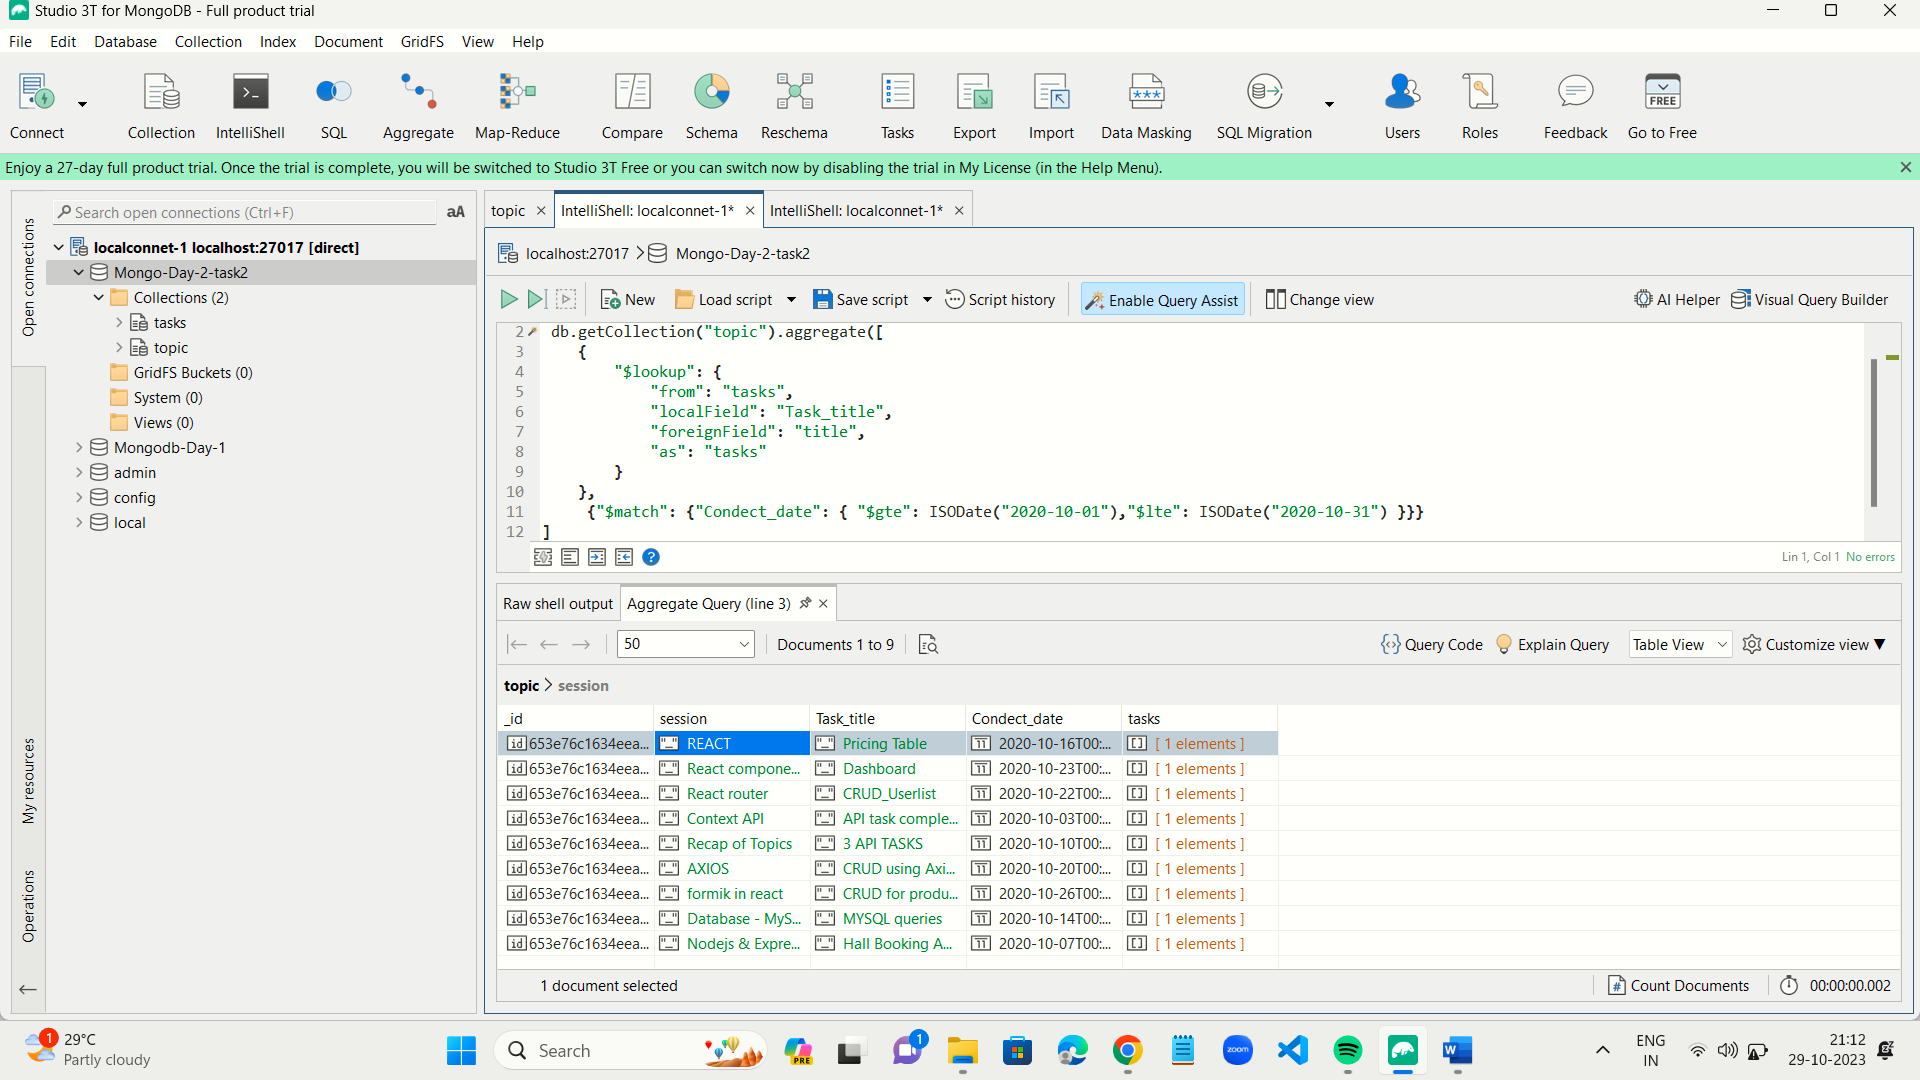 Studio 3T for MongoDB - Full product trial
File Edit Database Collection Index Document GridFS View Help
Connect Collection IntelliShell SQL Aggregate Map-Reduce Compare Schema Reschema Tasks Export Import Data Masking SQL Migration Users Roles Feedback Go to Free
Enjoy a 27-day full product trial. Once the trial is complete, you will be switched to Studio 3T Free or you can switch now by disabling the trial in My License (in the Help Menu).
Open connections
My resources
Operations
Search open connections (Ctrl+F) aA
localconnet-1 localhost:27017 [direct]
Mongo-Day-2-task2
Collections (2)
tasks
topic
GridFS Buckets (0)
System (0)
Views (0)
Mongodb-Day-1
admin
config
local
topic IntelliShell: localconnet-1* IntelliShell: localconnet-1*
localhost:27017 Mongo-Day-2-task2
New Load script Save script Script history Enable Query Assist Change view AI Helper Visual Query Builder
2 db.getCollection("topic").aggregate([
3 {
4 "$lookup": {
5 "from": "tasks",
6 "localField": "Task_title",
7 "foreignField": "title",
8 "as": "tasks"
9 }
10 },
11 {"$match": {"Condect_date": { "$gte": ISODate("2020-10-01"),"$lte": ISODate("2020-10-31") }}}
12 ]
Lin 1, Col 1 No errors
Raw shell output Aggregate Query (line 3)
50 Documents 1 to 9 Query Code Explain Query Table View Customize view
topic > session
_id session Task_title Condect_date tasks
653e76c1634eea... REACT Pricing Table 2020-10-16T00:... [ 1 elements ]
653e76c1634eea... React compone... Dashboard 2020-10-23T00:... [ 1 elements ]
653e76c1634eea... React router CRUD_Userlist 2020-10-22T00:... [ 1 elements ]
653e76c1634eea... Context API API task comple... 2020-10-03T00:... [ 1 elements ]
653e76c1634eea... Recap of Topics 3 API TASKS 2020-10-10T00:... [ 1 elements ]
653e76c1634eea... AXIOS CRUD using Axi... 2020-10-20T00:... [ 1 elements ]
653e76c1634eea... formik in react CRUD for produ... 2020-10-26T00:... [ 1 elements ]
653e76c1634eea... Database - MyS... MYSQL queries 2020-10-14T00:... [ 1 elements ]
653e76c1634eea... Nodejs & Expre... Hall Booking A... 2020-10-07T00:... [ 1 elements ]
1 document selected Count Documents 00:00:00.002
1 29°C
Partly cloudy
Search
PRE
1
zoom
ENG
IN
21:12
29-10-2023